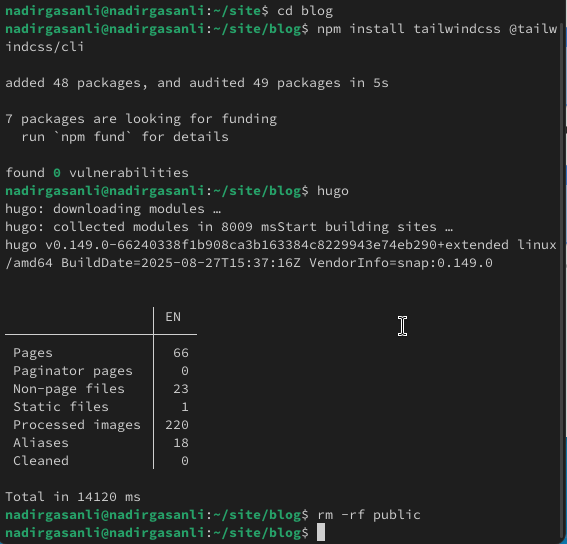 nadirgasanli@nadirgasanli:~/site$ cd blog
nadirgasanli@nadirgasanli:~/site/blog$ npm install tailwindcss @tailw
indcss/cli
added 48 packages, and audited 49 packages in 5s
7 packages are looking for funding
run `npm fund` for details
found 0 vulnerabilities
nadirgasanli@nadirgasanli:~/site/blog$ hugo
hugo: downloading modules …
hugo: collected modules in 8009 msStart building sites …
hugo v0.149.0-66240338f1b908ca3b163384c8229943e74eb290+extended linux
/amd64 BuildDate=2025-08-27T15:37:16Z VendorInfo=snap:0.149.0
EN
Pages 66
Paginator pages 0
Non-page files 23
Static files 1
Processed images 220
Aliases 18
Cleaned 0
Total in 14120 ms
nadirgasanli@nadirgasanli:~/site/blog$ rm -rf public
nadirgasanli@nadirgasanli:~/site/blog$